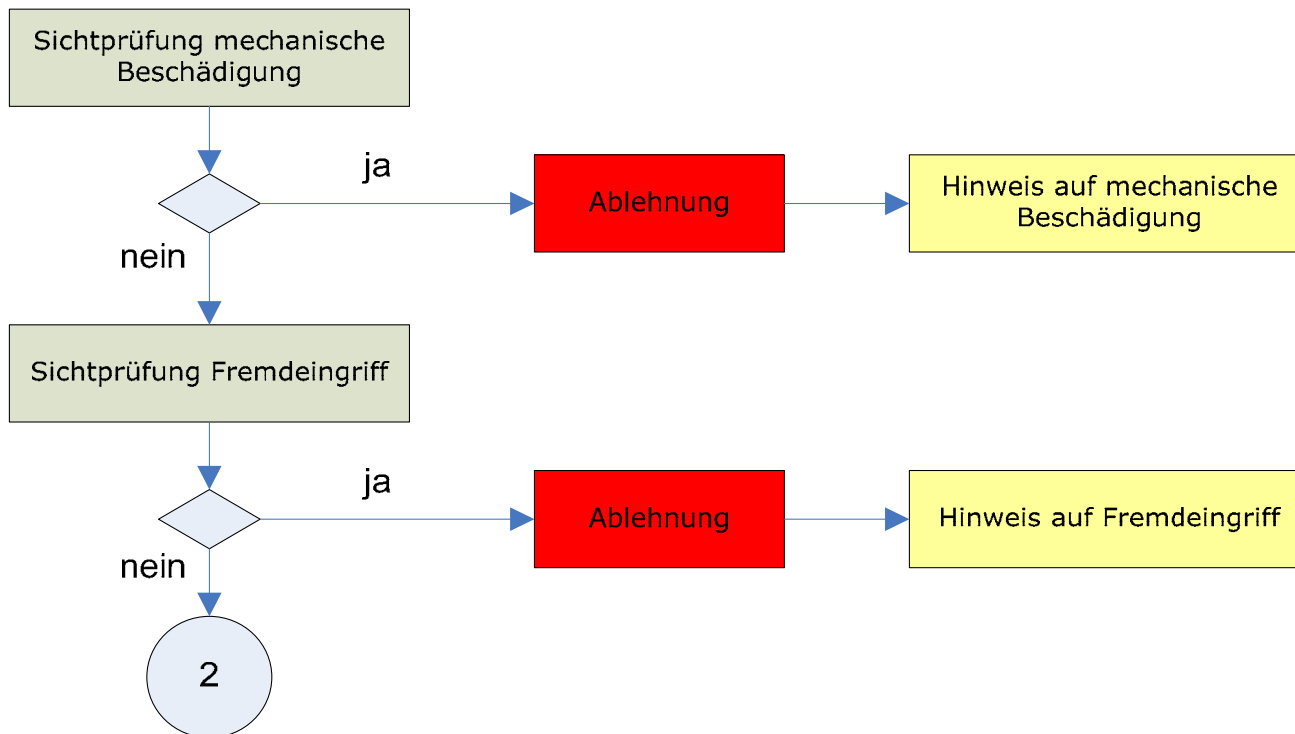 Sichtprüfung mechanische
Beschädigung
ja
Ablehnung
Hinweis auf mechanische
Beschädigung
nein
Sichtprüfung Fremdeingriff
ja
Ablehnung
Hinweis auf Fremdeingriff
nein
2